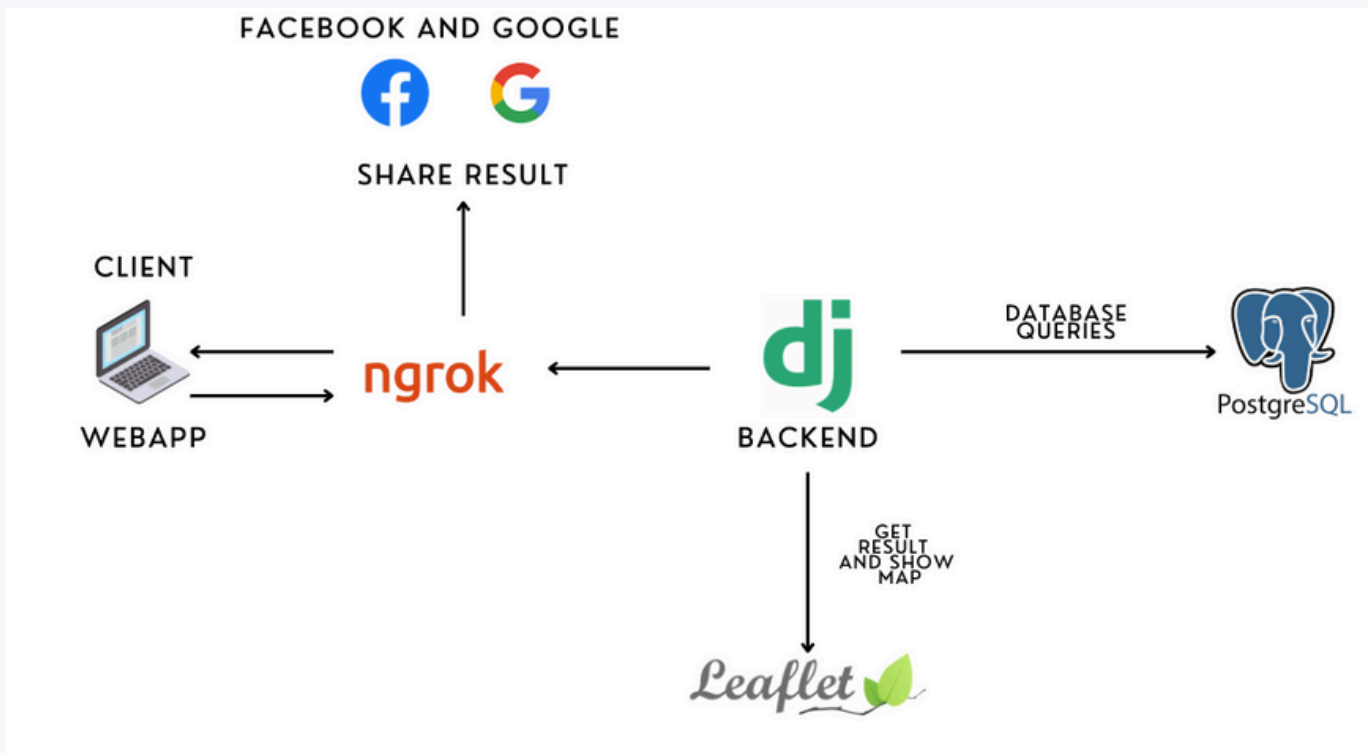 FACEBOOK AND GOOGLE
SHARE RESULT
CLIENT
WEBAPP
ngrok
dj
BACKEND
DATABASE
QUERIES
PostgreSQL
GET
RESULT
AND SHOW
MAP
Leaflet